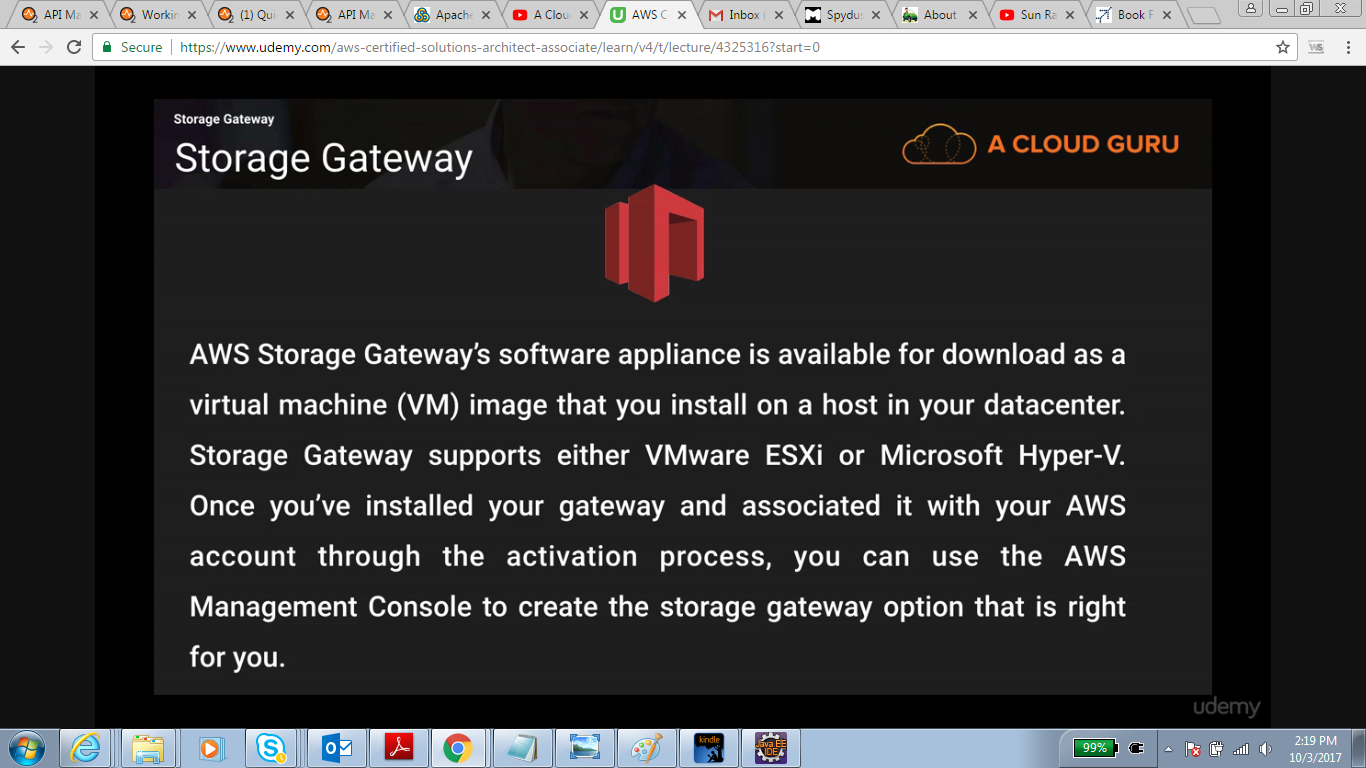 API Ma
Workin
(1) Qui
API Ma
Apache
A Clou
AWS C
Inbox (
Spydus
About
Sun Ra
Book F
Secure
https://www.udemy.com/aws-certified-solutions-architect-associate/learn/v4/t/lecture/4325316?start=0
Storage Gateway
Storage Gateway
A CLOUD GURU
AWS Storage Gateway’s software appliance is available for download as a
virtual machine (VM) image that you install on a host in your datacenter.
Storage Gateway supports either VMware ESXi or Microsoft Hyper-V.
Once you’ve installed your gateway and associated it with your AWS
account through the activation process, you can use the AWS
Management Console to create the storage gateway option that is right
for you.
udemy
kindle
Java EE
IDE
99%
2:19 PM
10/3/2017